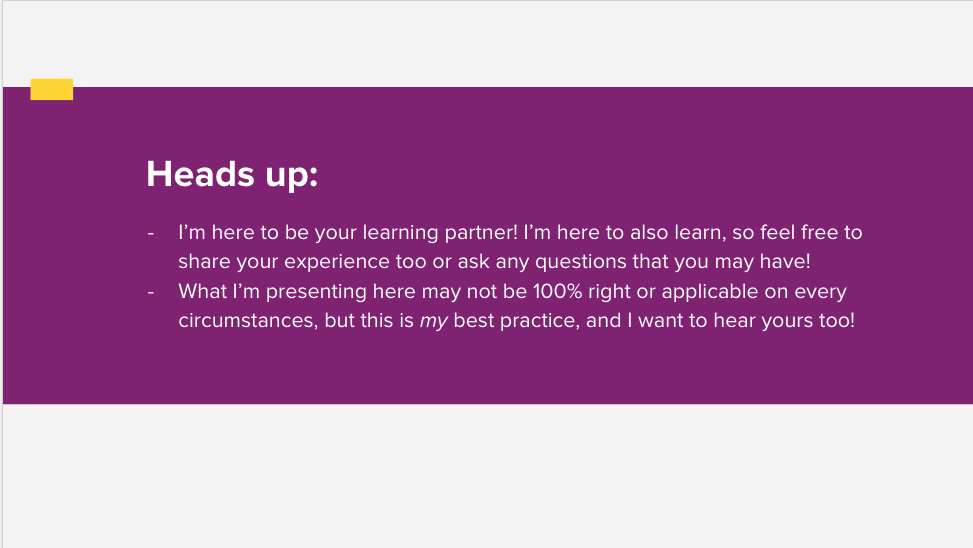 Heads up:
- I’m here to be your learning partner! I’m here to also learn, so feel free to
share your experience too or ask any questions that you may have!
- What I’m presenting here may not be 100% right or applicable on every
circumstances, but this is my best practice, and I want to hear yours too!